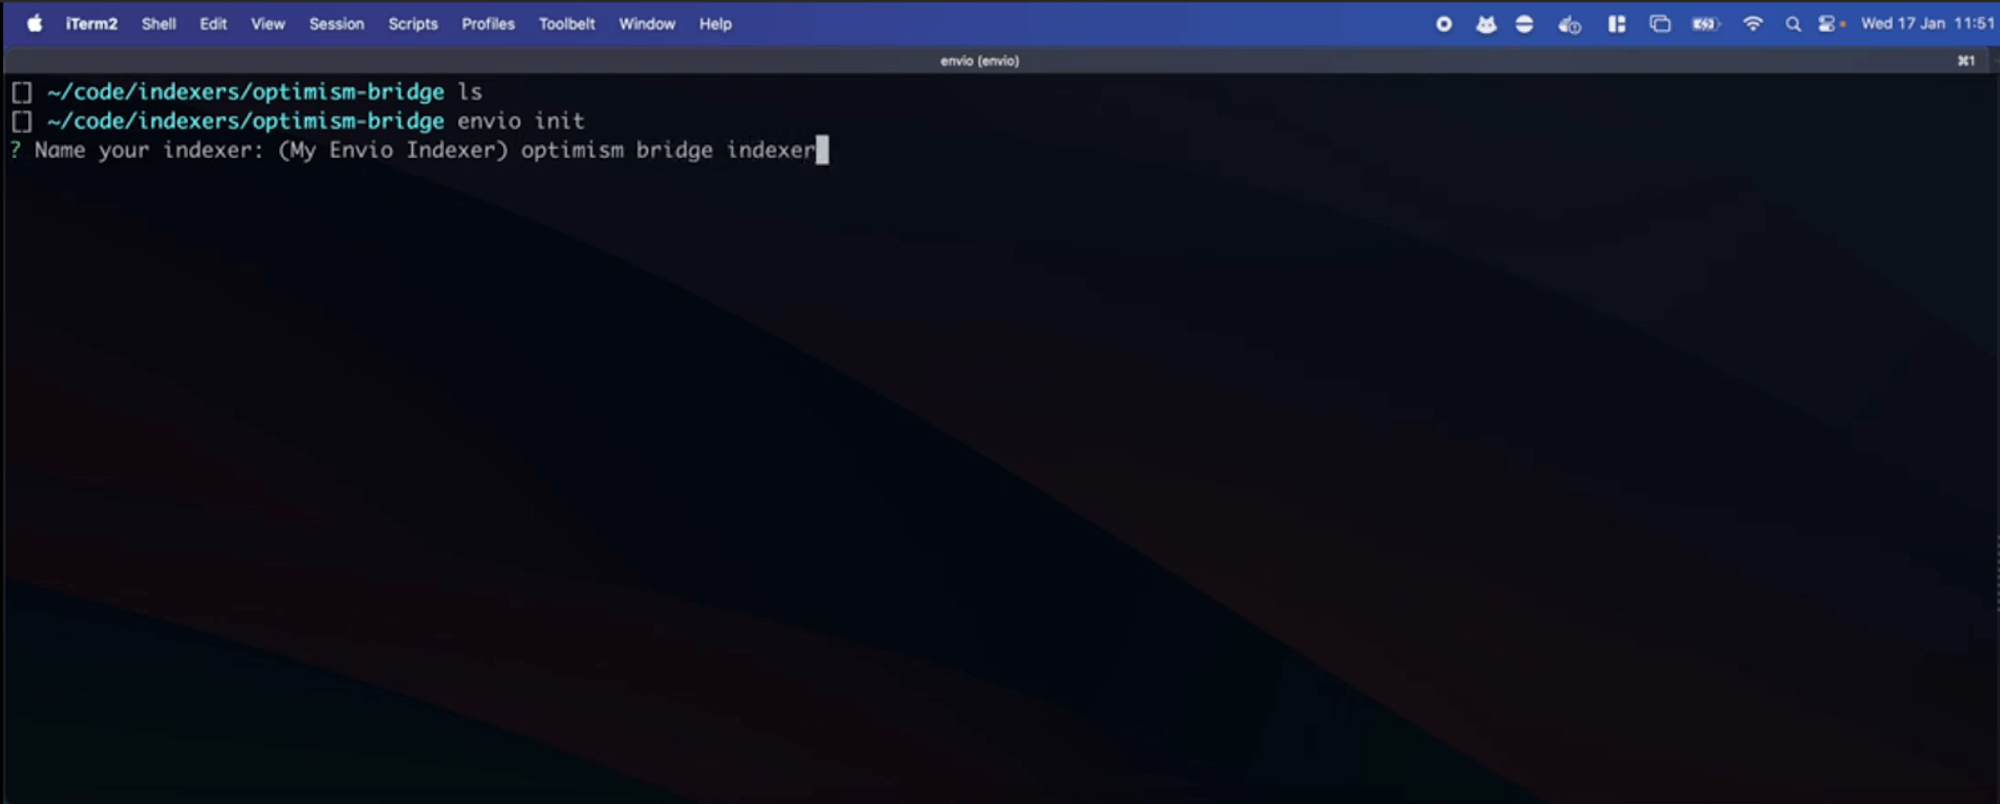 iTerm2 Shell Edit View Session Scripts Profiles Toolbelt Window Help Wed 17 Jan 11:51
envio (envio) ⌘1
[] ~/code/indexers/optimism-bridge ls
[] ~/code/indexers/optimism-bridge envio init
? Name your indexer: (My Envio Indexer) optimism bridge indexer